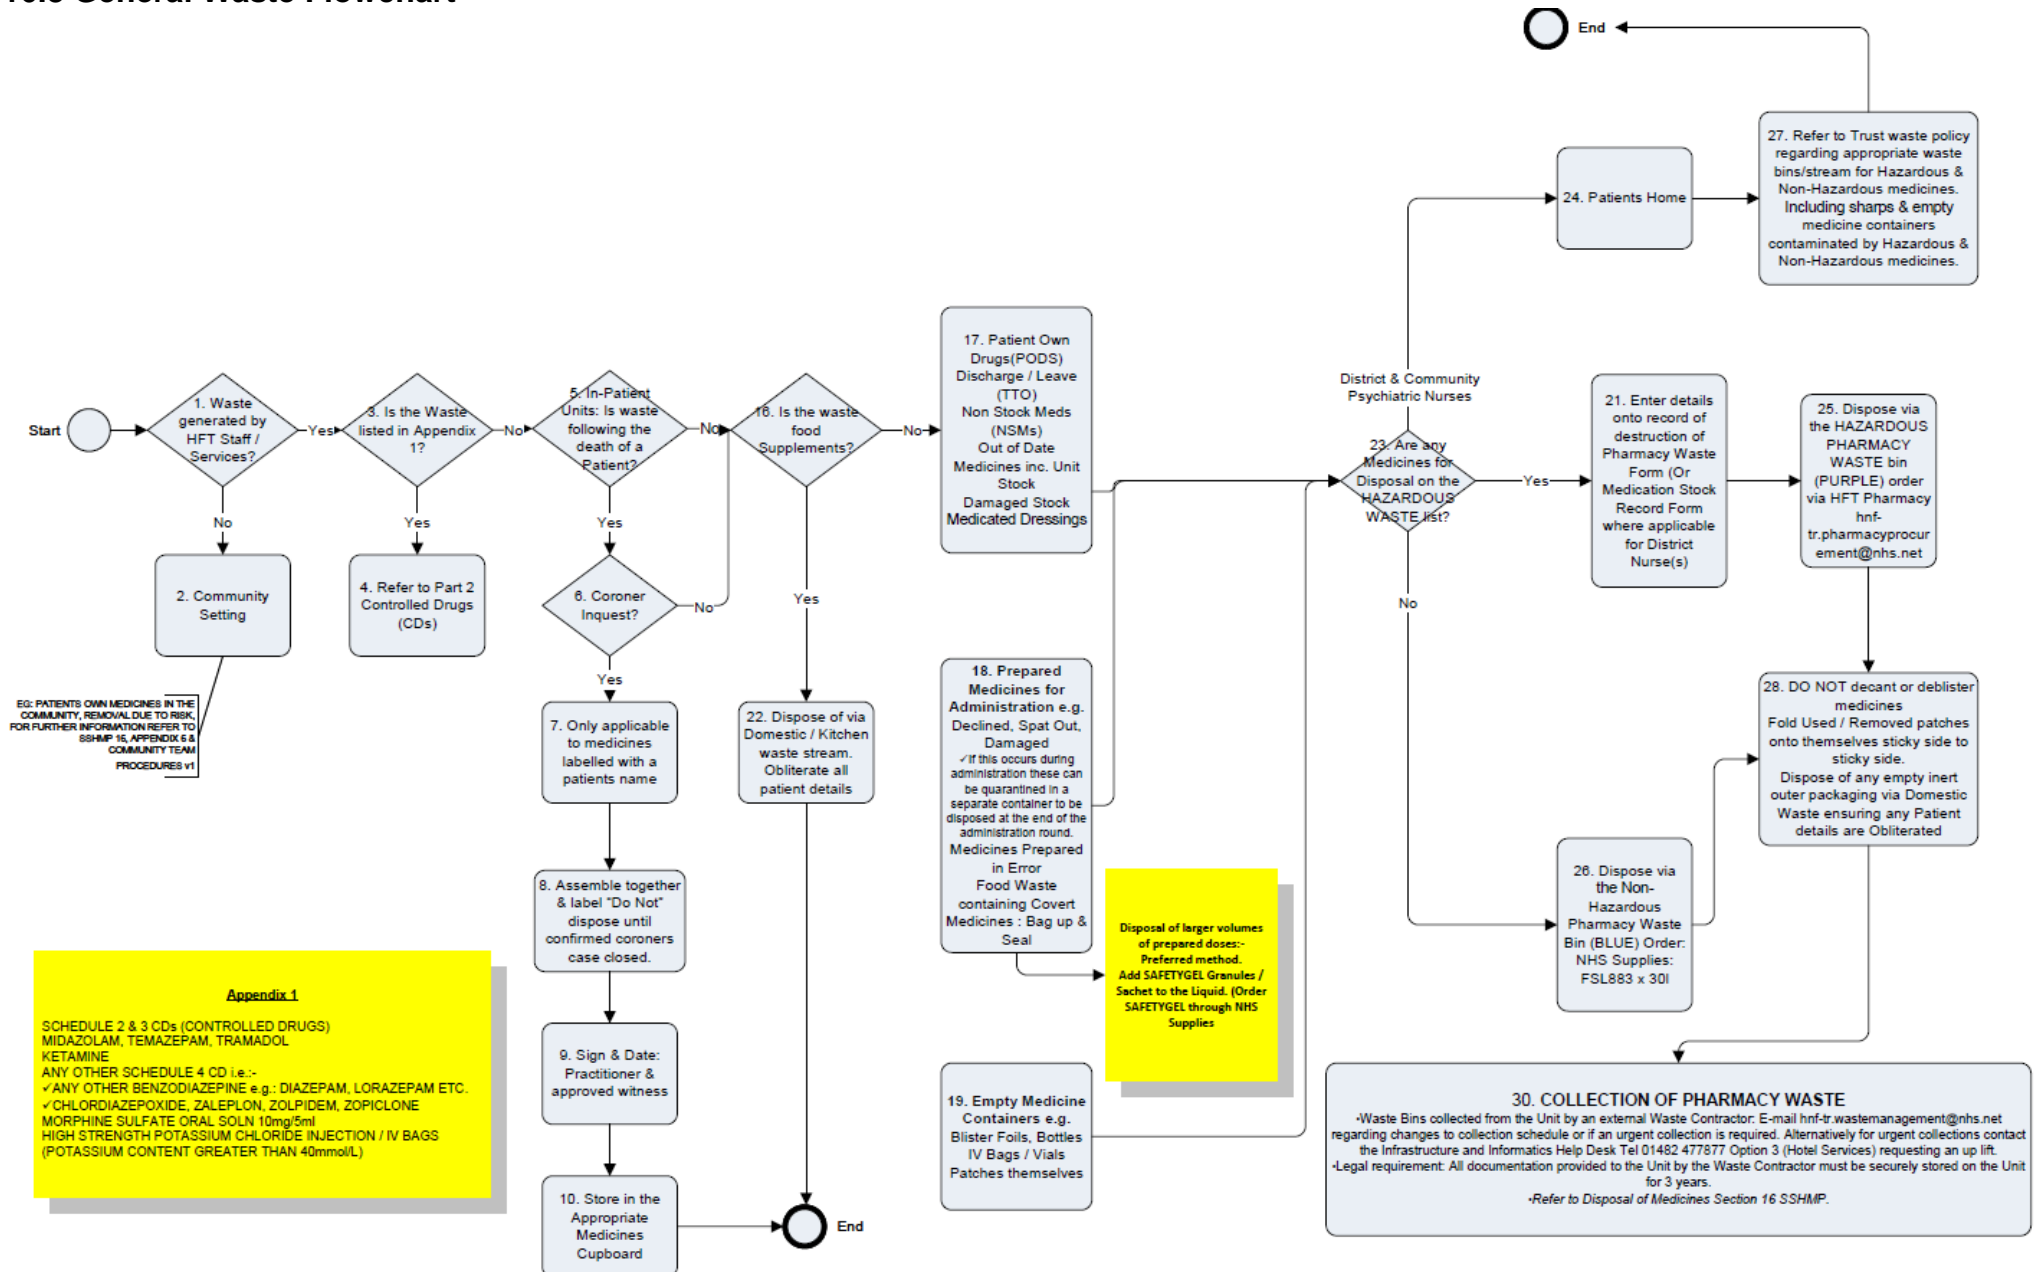 End
27. Refer to Trust waste policy
regarding appropriate waste
bins/stream for Hazardous &
Non-Hazardous medicines.
Including sharps & empty
medicine containers
contaminated by Hazardous &
Non-Hazardous medicines.
24. Patients Home
District & Community
Psychiatric Nurses
Start
1. Waste
generated by
HFT Staff /
Services?
Yes
No
2. Community
Setting
EG: PATIENTS OWN MEDICINES IN THE
COMMUNITY, REMOVAL DUE TO RISK,
FOR FURTHER INFORMATION REFER TO
SSHMP 15, APPENDIX 5 &
COMMUNITY TEAM
PROCEDURES v1
3. Is the Waste
listed in Appendix
1?
No
Yes
4. Refer to Part 2
Controlled Drugs
(CDs)
5. In-Patient
Units: Is waste
following the
death of a
Patient?
No
Yes
6. Coroner
Inquest?
No
Yes
7. Only applicable
to medicines
labelled with a
patients name
8. Assemble together
& label "Do Not"
dispose until
confirmed coroners
case closed.
9. Sign & Date:
Practitioner &
approved witness
10. Store in the
Appropriate
Medicines
Cupboard
16. Is the waste
food
Supplements?
No
Yes
22. Dispose of via
Domestic / Kitchen
waste stream.
Obliterate all
patient details
End
17. Patient Own
Drugs(PODS)
Discharge / Leave
(TTO)
Non Stock Meds
(NSMs)
Out of Date
Medicines inc. Unit
Stock
Damaged Stock
Medicated Dressings
18. Prepared
Medicines for
Administration e.g.
Declined, Spat Out,
Damaged
✓If this occurs during
administration these can
be quarantined in a
separate container to be
disposed at the end of the
administration round.
Medicines Prepared
in Error
Food Waste
containing Covert
Medicines : Bag up &
Seal
Disposal of larger volumes
of prepared doses:-
Preferred method.
Add SAFETYGEL Granules /
Sachet to the Liquid. (Order
SAFETYGEL through NHS
Supplies
19. Empty Medicine
Containers e.g.
Blister Foils, Bottles
IV Bags / Vials
Patches themselves
23. Are any
Medicines for
Disposal on the
HAZARDOUS
WASTE list?
Yes
No
21. Enter details
onto record of
destruction of
Pharmacy Waste
Form (Or
Medication Stock
Record Form
where applicable
for District
Nurse(s)
25. Dispose via
the HAZARDOUS
PHARMACY
WASTE bin
(PURPLE) order
via HFT Pharmacy
hnf-
tr.pharmacyprocur
ement@nhs.net
26. Dispose via
the Non-
Hazardous
Pharmacy Waste
Bin (BLUE) Order:
NHS Supplies:
FSL883 x 30l
28. DO NOT decant or deblister
medicines
Fold Used / Removed patches
onto themselves sticky side to
sticky side.
Dispose of any empty inert
outer packaging via Domestic
Waste ensuring any Patient
details are Obliterated
30. COLLECTION OF PHARMACY WASTE
•Waste Bins collected from the Unit by an external Waste Contractor: E-mail hnf-tr.wastemanagement@nhs.net
regarding changes to collection schedule or if an urgent collection is required. Alternatively for urgent collections contact
the Infrastructure and Informatics Help Desk Tel 01482 477877 Option 3 (Hotel Services) requesting an up lift.
•Legal requirement: All documentation provided to the Unit by the Waste Contractor must be securely stored on the Unit
for 3 years.
•Refer to Disposal of Medicines Section 16 SSHMP.
Appendix 1
SCHEDULE 2 & 3 CDs (CONTROLLED DRUGS)
MIDAZOLAM, TEMAZEPAM, TRAMADOL
KETAMINE
ANY OTHER SCHEDULE 4 CD i.e.:-
✓ANY OTHER BENZODIAZEPINE e.g.: DIAZEPAM, LORAZEPAM ETC.
✓CHLORDIAZEPOXIDE, ZALEPLON, ZOLPIDEM, ZOPICLONE
MORPHINE SULFATE ORAL SOLN 10mg/5ml
HIGH STRENGTH POTASSIUM CHLORIDE INJECTION / IV BAGS
(POTASSIUM CONTENT GREATER THAN 40mmol/L)